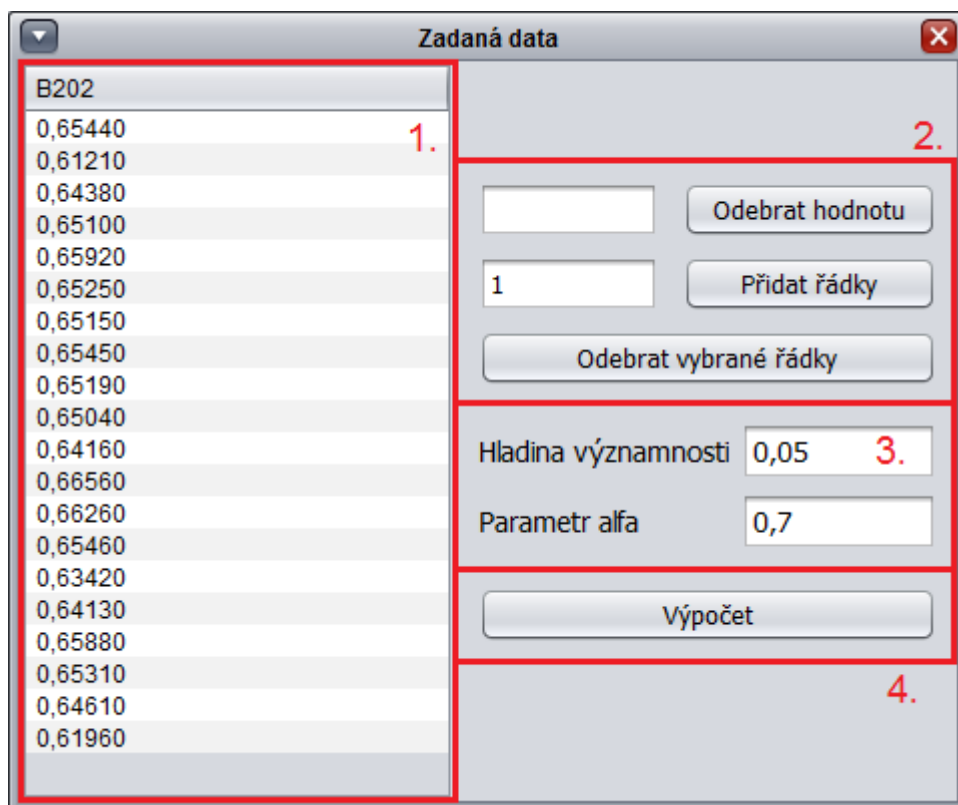 Zadaná data
B202
0,65440
1.
0,61210
0,64380
0,65100
0,65920
0,65250
0,65150
0,65450
0,65190
0,65040
0,64160
0,66560
0,66260
0,65460
0,63420
0,64130
0,65880
0,65310
0,64610
0,61960
2.
Odebrat hodnotu
1 Přidat řádky
Odebrat vybrané řádky
Hladina významnosti 0,05 3.
Parametr alfa 0,7
Výpočet
4.